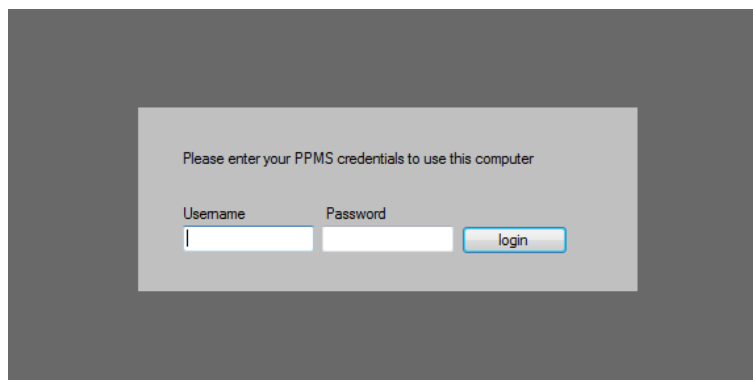 Please enter your PPMS credentials to use this computer
Username Password
login